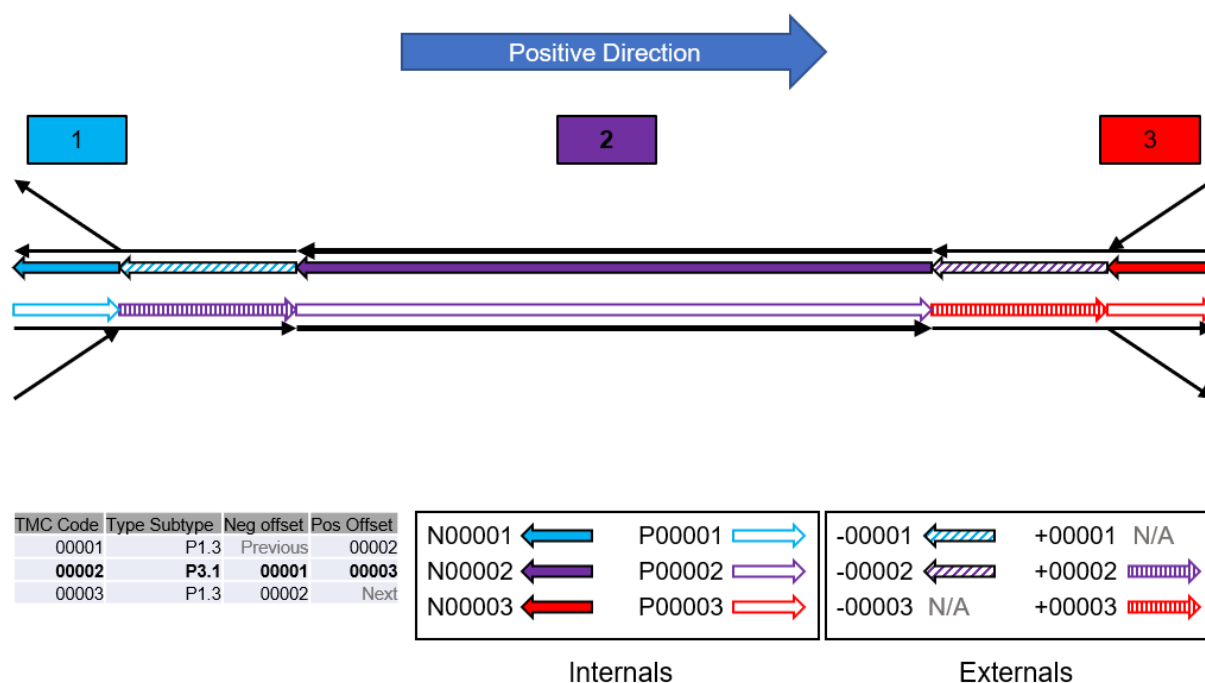 Positive Direction
1 2 3
TMC Code Type Subtype Neg offset Pos Offset
00001 P1.3 Previous 00002
00002 P3.1 00001 00003
00003 P1.3 00002 Next
N00001 P00001
N00002 P00002
N00003 P00003
Internals
-00001 +00001 N/A
-00002 +00002
-00003 N/A +00003
Externals